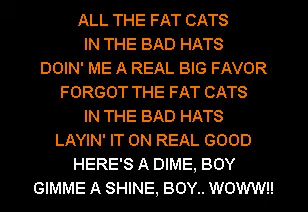 ALL THE FAT CATS
IN THE BAD HATS
DOIN' ME A REAL BIG FAVOR
FORGOT THE FAT CATS
IN THE BAD HATS
LAYIN' IT ON REAL GOOD
HERE'S A DIME, BOY
GIMME A SHINE, BOY.. WOWW!!